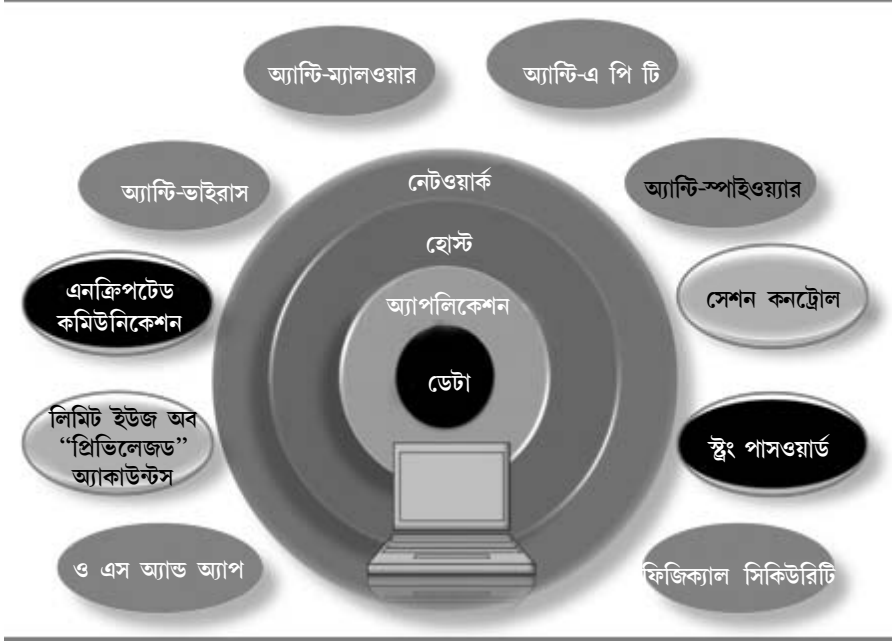 অ্যান্টি-ম্যালওয়ার
অ্যান্টি-এ পি টি
অ্যান্টি-ভাইরাস
নেটওয়ার্ক
অ্যান্টি-স্পাইওয়্যার
হোস্ট
এনক্রিপটেড
কমিউনিকেশন
অ্যাপলিকেশন
সেশন কনট্রোল
ডেটা
লিমিট ইউজ অব
“প্রিভিলেজড”
অ্যাকাউন্টস
স্ট্রং পাসওয়ার্ড
ও এস অ্যান্ড অ্যাপ
ফিজিক্যাল সিকিউরিটি